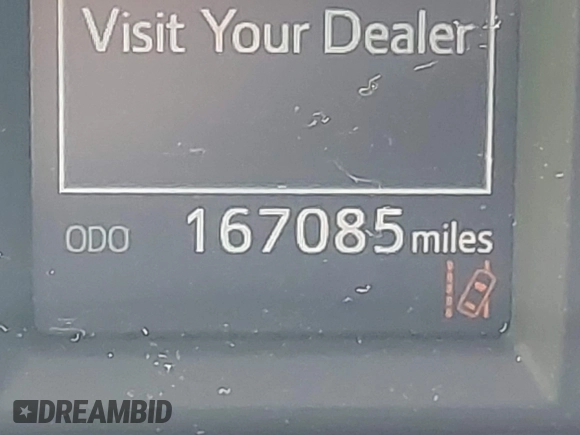 Visit Your Dealer
ODO 167085 miles
DREAMBID